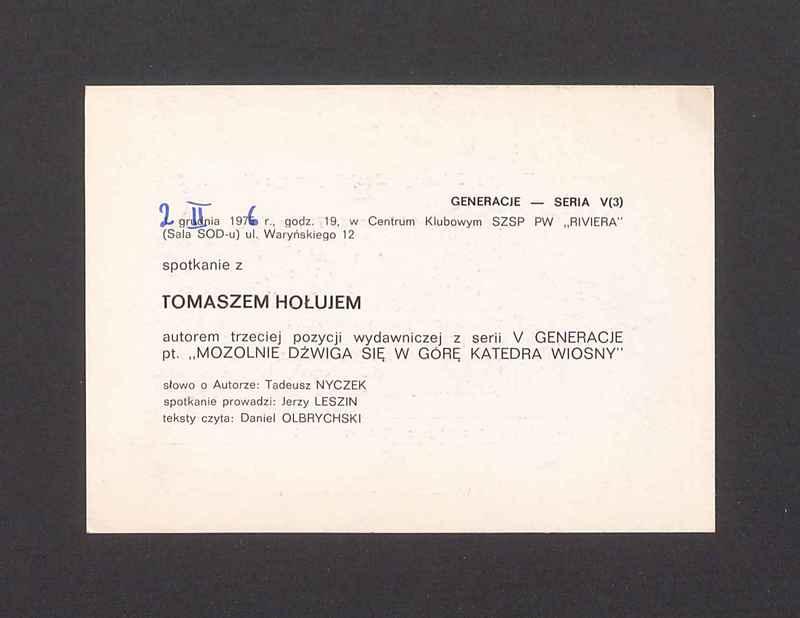 GENERACJE — SERIA V(3)
2 II grudnia 1976 r., godz. 19, w Centrum Klubowym SZSP PW „RIVIERA"
(Sala SOD-u) ul. Waryńskiego 12
spotkanie z
TOMASZEM HOŁUJEM
autorem trzeciej pozycji wydawniczej z serii V GENERACJE
pt. „MOZOLNIE DŹWIGA SIĘ W GÓRĘ KATEDRA WIOSNY"
słowo o Autorze: Tadeusz NYCZEK
spotkanie prowadzi: Jerzy LESZIN
teksty czyta: Daniel OLBRYCHSKI